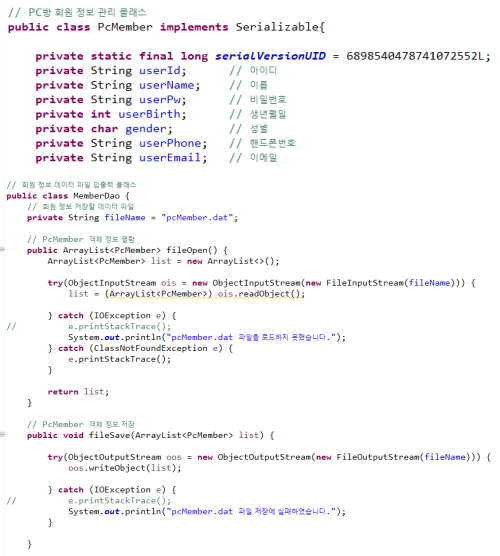 // PC방 회원 정보 관리 클래스
public class PcMember implements Serializable{
private static final long serialVersionUID = 6898540478741072552L;
private String userId;      // 아이디
private String userName;    // 이름
private String userPw;      // 비밀번호
private int userBirth;      // 생년월일
private char gender;        // 성별
private String userPhone;   // 핸드폰번호
private String userEmail;   // 이메일
// 회원 정보 데이터 파일 입출력 클래스
public class MemberDao {
// 회원 정보 저장할 데이터 파일
private String fileName = "pcMember.dat";
// PcMember 객체 정보 열람
public ArrayList<PcMember> fileOpen() {
ArrayList<PcMember> list = new ArrayList<>();
try(ObjectInputStream ois = new ObjectInputStream(new FileInputStream(fileName))) {
list = (ArrayList<PcMember>) ois.readObject();
} catch (IOException e) {
//          e.printStackTrace();
System.out.println("pcMember.dat 파일을 로드하지 못했습니다.");
} catch (ClassNotFoundException e) {
e.printStackTrace();
}
return list;
}
// PcMember 객체 정보 저장
public void fileSave(ArrayList<PcMember> list) {
try(ObjectOutputStream oos = new ObjectOutputStream(new FileOutputStream(fileName))) {
oos.writeObject(list);
} catch (IOException e) {
//          e.printStackTrace();
System.out.println("pcMember.dat 파일 저장에 실패하였습니다.");
}
}